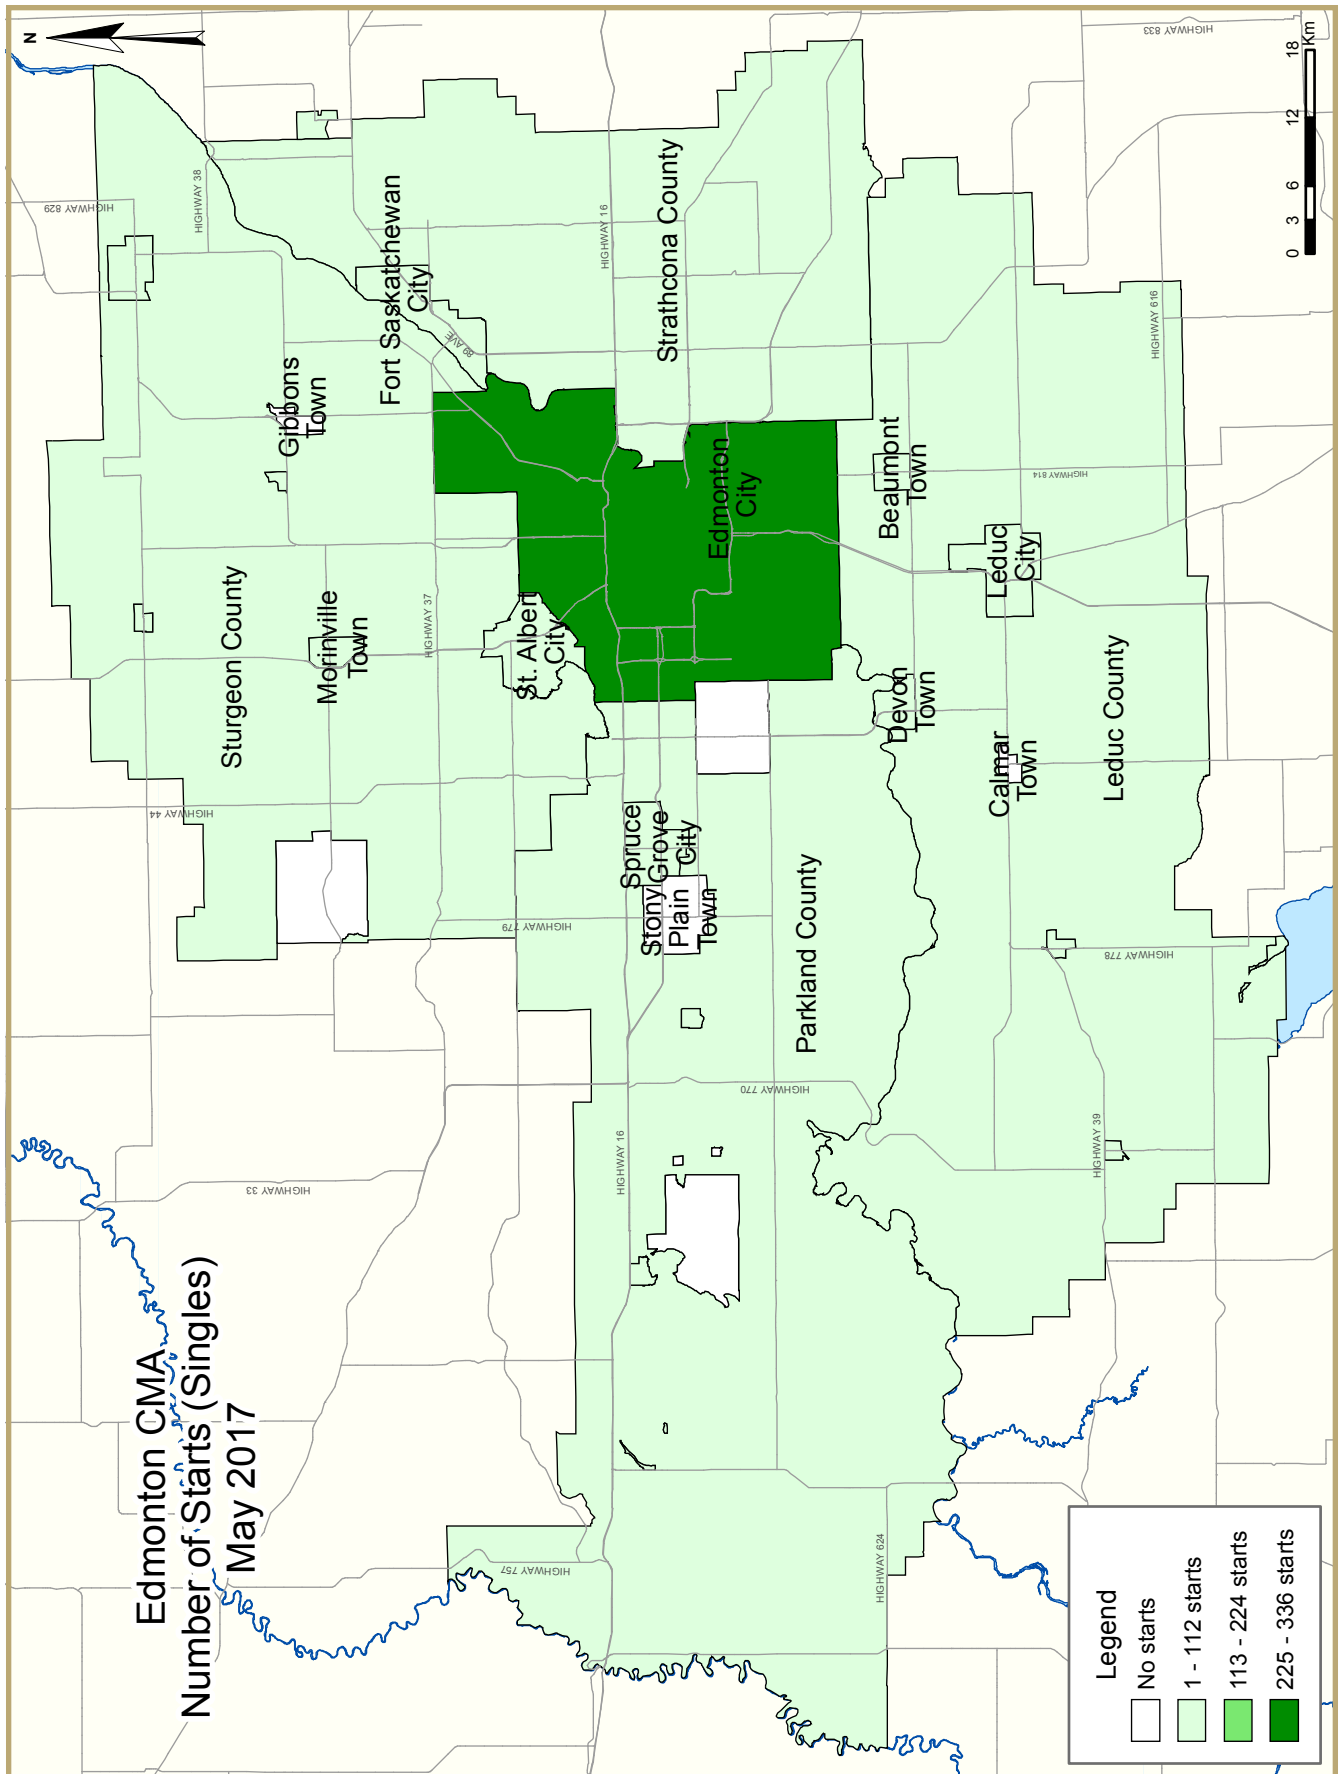 Edmonton CMA
Number of Starts (Singles)
May 2017
N
HIGHWAY 829
HIGHWAY 38
HIGHWAY 833
HIGHWAY 44
HIGHWAY 33
HIGHWAY 37
HIGHWAY 779
HIGHWAY 757
HIGHWAY 16
HIGHWAY 16
89 AVE
HIGHWAY 770
HIGHWAY 624
HIGHWAY 814
HIGHWAY 616
HIGHWAY 778
HIGHWAY 39
Sturgeon County
Gibbons
Town
Morinville
Town
Fort Saskatchewan
City
St. Albert
City
Strathcona County
Edmonton
City
Spruce
Grove
City
Stony
Plain
Town
Parkland County
Beaumont
Town
Devon
Town
Leduc
City
Calmar
Town
Leduc County
Legend
No starts
1 - 112 starts
113 - 224 starts
225 - 336 starts
0 3 6 12 18
Km